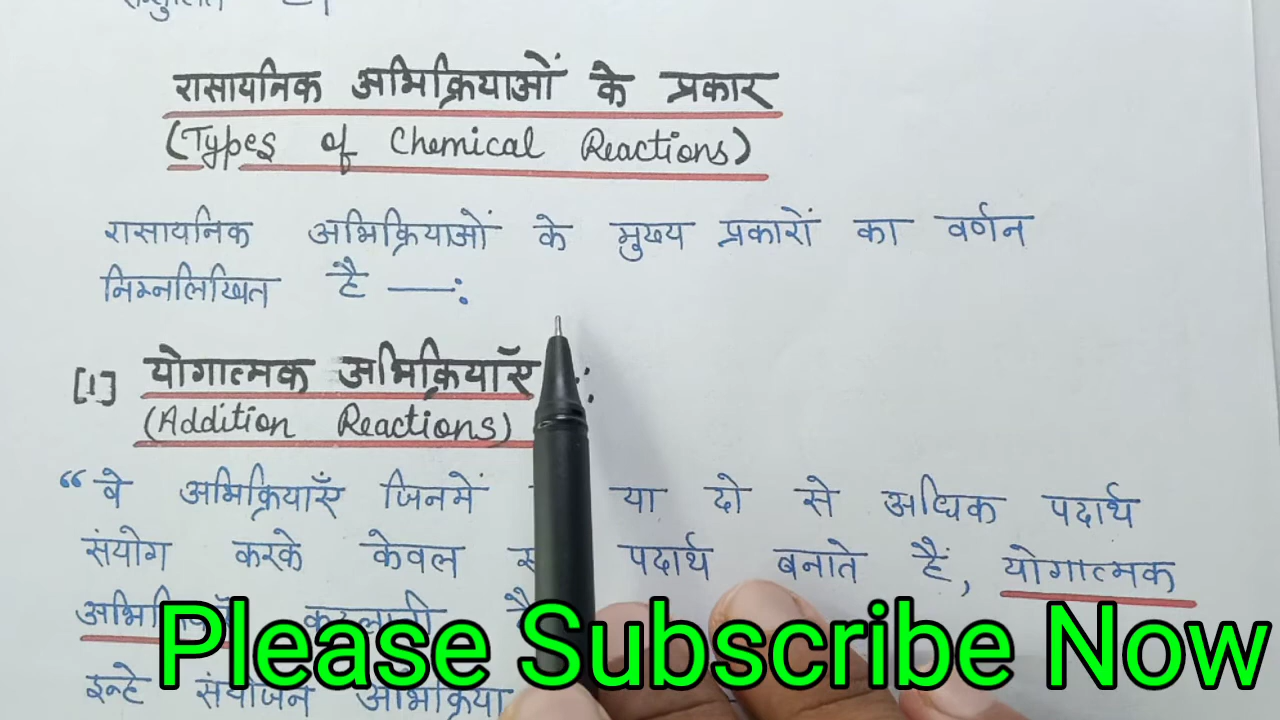 रासायनिक अभिक्रियाओं के प्रकार
(Types of Chemical Reactions)
रासायनिक अभिक्रियाओं के मुख्य प्रकारों का वर्णन
निम्नलिखित है —:
[1] योगात्मक अभिक्रियाएँ :
(Addition Reactions)
“ वे अभिक्रियाएँ जिनमें या दो से अधिक पदार्थ
संयोग करके केवल पदार्थ बनाते हैं, योगात्मक
Please Subscribe Now
इन्हे संयोजन अभिक्रिया